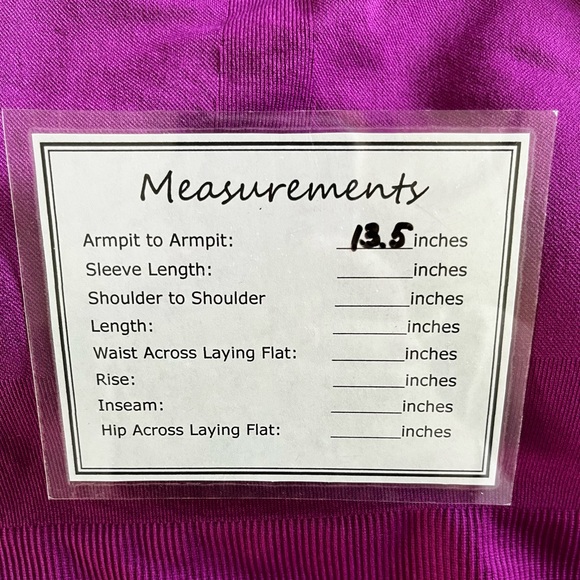 Measurements
Armpit to Armpit: 13.5 inches
Sleeve Length: ________inches
Shoulder to Shoulder ________inches
Length: ________inches
Waist Across Laying Flat: ________inches
Rise: ________inches
Inseam: ________inches
Hip Across Laying Flat: ________inches